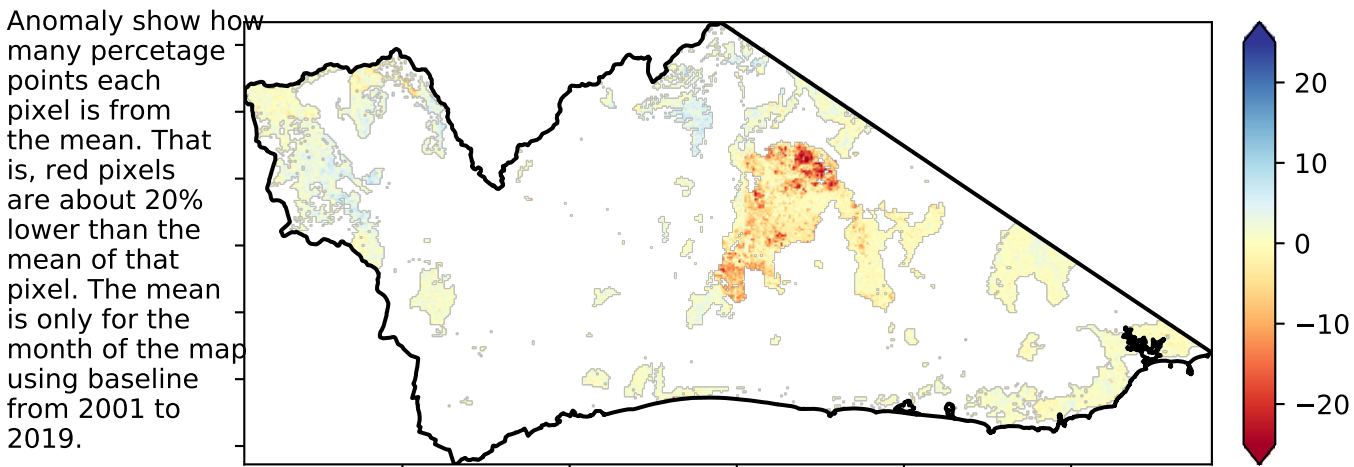 Anomaly show how
many percetage
points each
pixel is from
the mean. That
is, red pixels
are about 20%
lower than the
mean of that
pixel. The mean
is only for the
month of the map
using baseline
from 2001 to
2019.
20
10
0
−10
−20